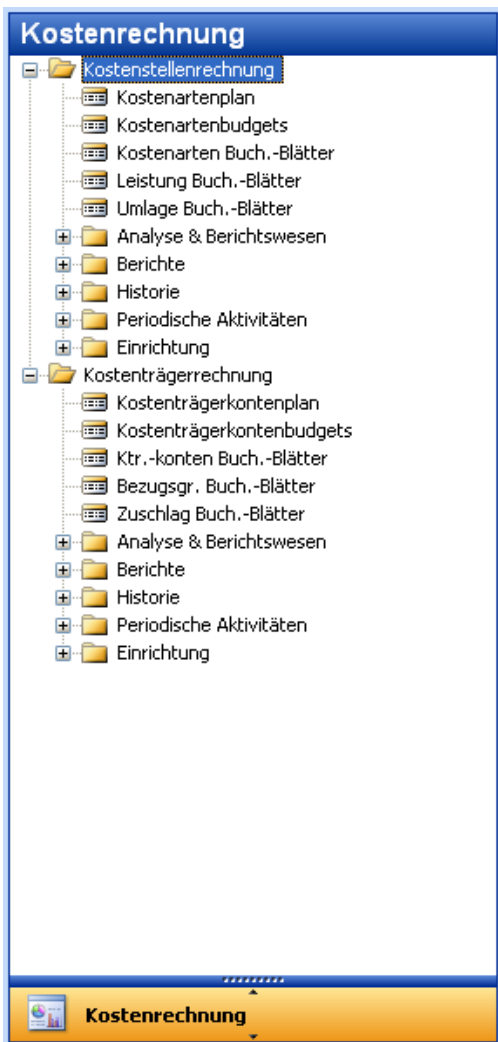 Kostenrechnung
Kostenstellenrechnung
Kostenartenplan
Kostenartenbudgets
Kostenarten Buch.-Blätter
Leistung Buch.-Blätter
Umlage Buch.-Blätter
Analyse & Berichtswesen
Berichte
Historie
Periodische Aktivitäten
Einrichtung
Kostenträgerrechnung
Kostenträgerkontenplan
Kostenträgerkontenbudgets
Ktr.-konten Buch.-Blätter
Bezugsgr. Buch.-Blätter
Zuschlag Buch.-Blätter
Analyse & Berichtswesen
Berichte
Historie
Periodische Aktivitäten
Einrichtung
Kostenrechnung